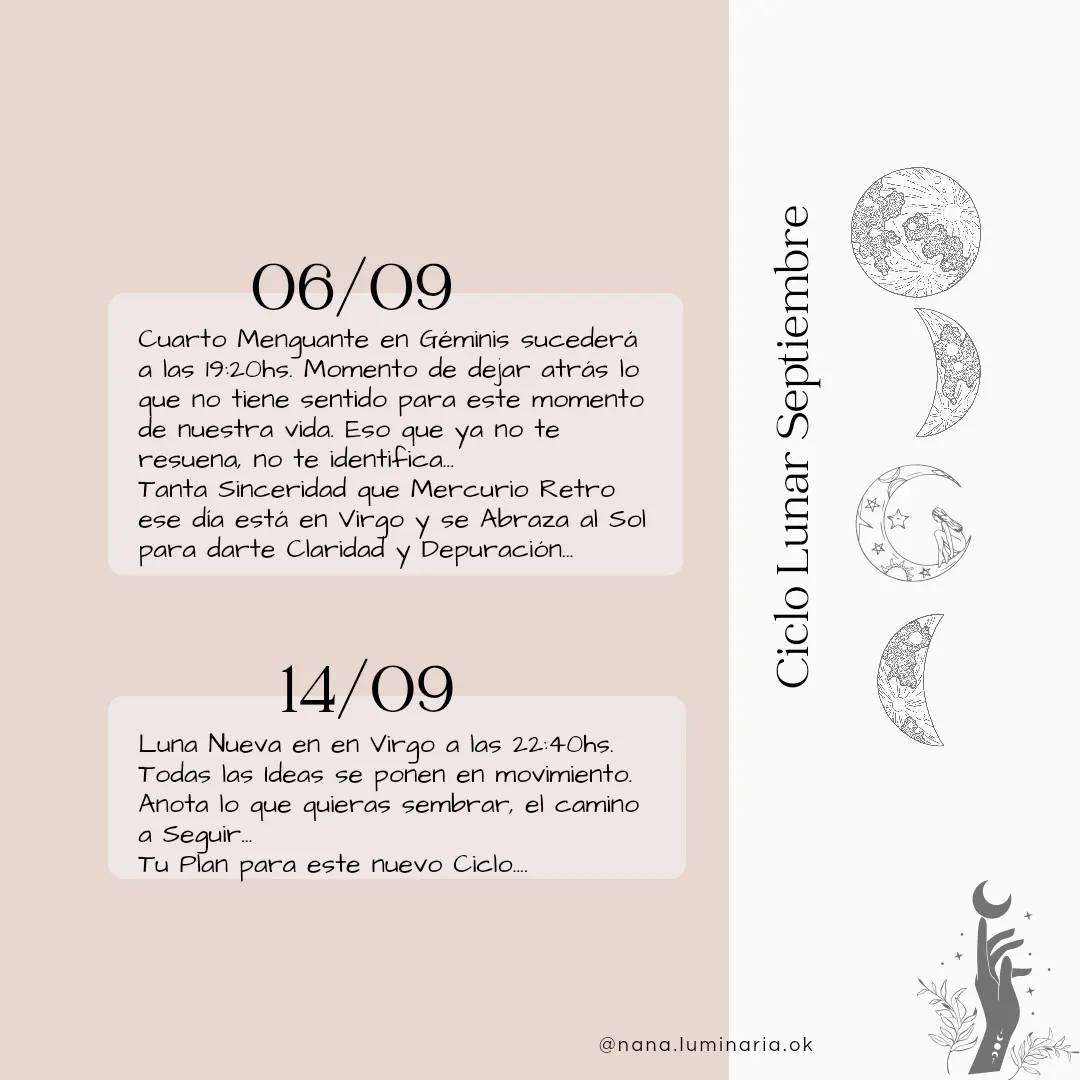 06/09
Cuarto Menguante en Géminis sucederá
a las 19:20hs. Momento de dejar atrás lo
que no tiene sentido para este momento
de nuestra vida. Eso que ya no te
resuena, no te identifica...
Tanta Sinceridad que Mercurio Retro
ese día está en Virgo y se Abraza al Sol
para darte Claridad y Depuración...
14/09
Luna Nueva en en Virgo a las 22:40hs.
Todas las Ideas se ponen en movimiento.
Anota lo que quieras sembrar, el camino
a Seguir...
Tu Plan para este nuevo Ciclo....
Ciclo Lunar Septiembre
@nana.luminaria.ok